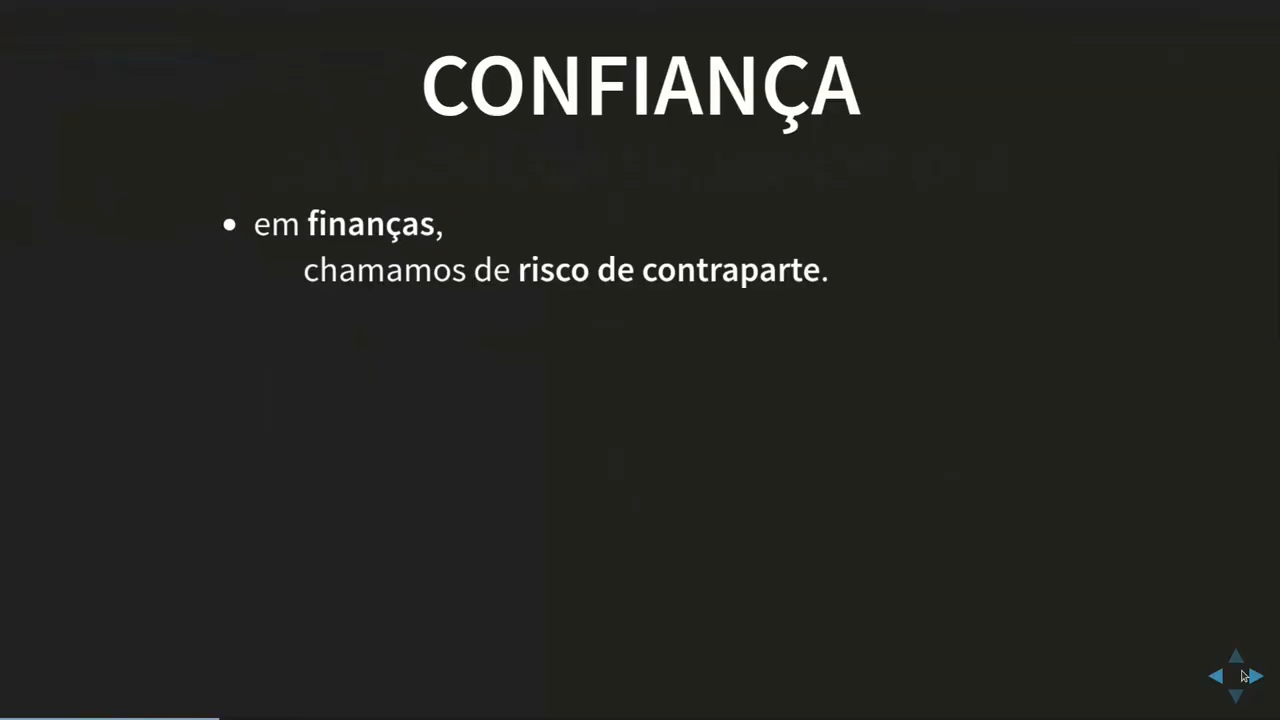 CONFIANÇA
• em finanças,
chamamos de risco de contraparte.